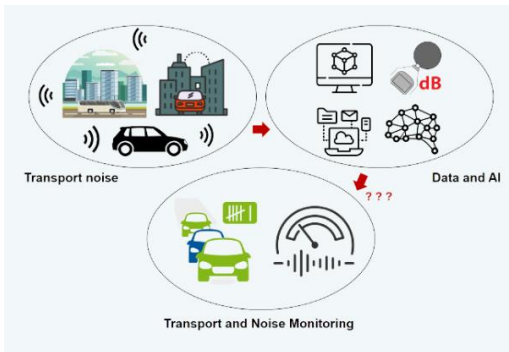 dB
Transport noise
Data and AI
? ? ?
Transport and Noise Monitoring